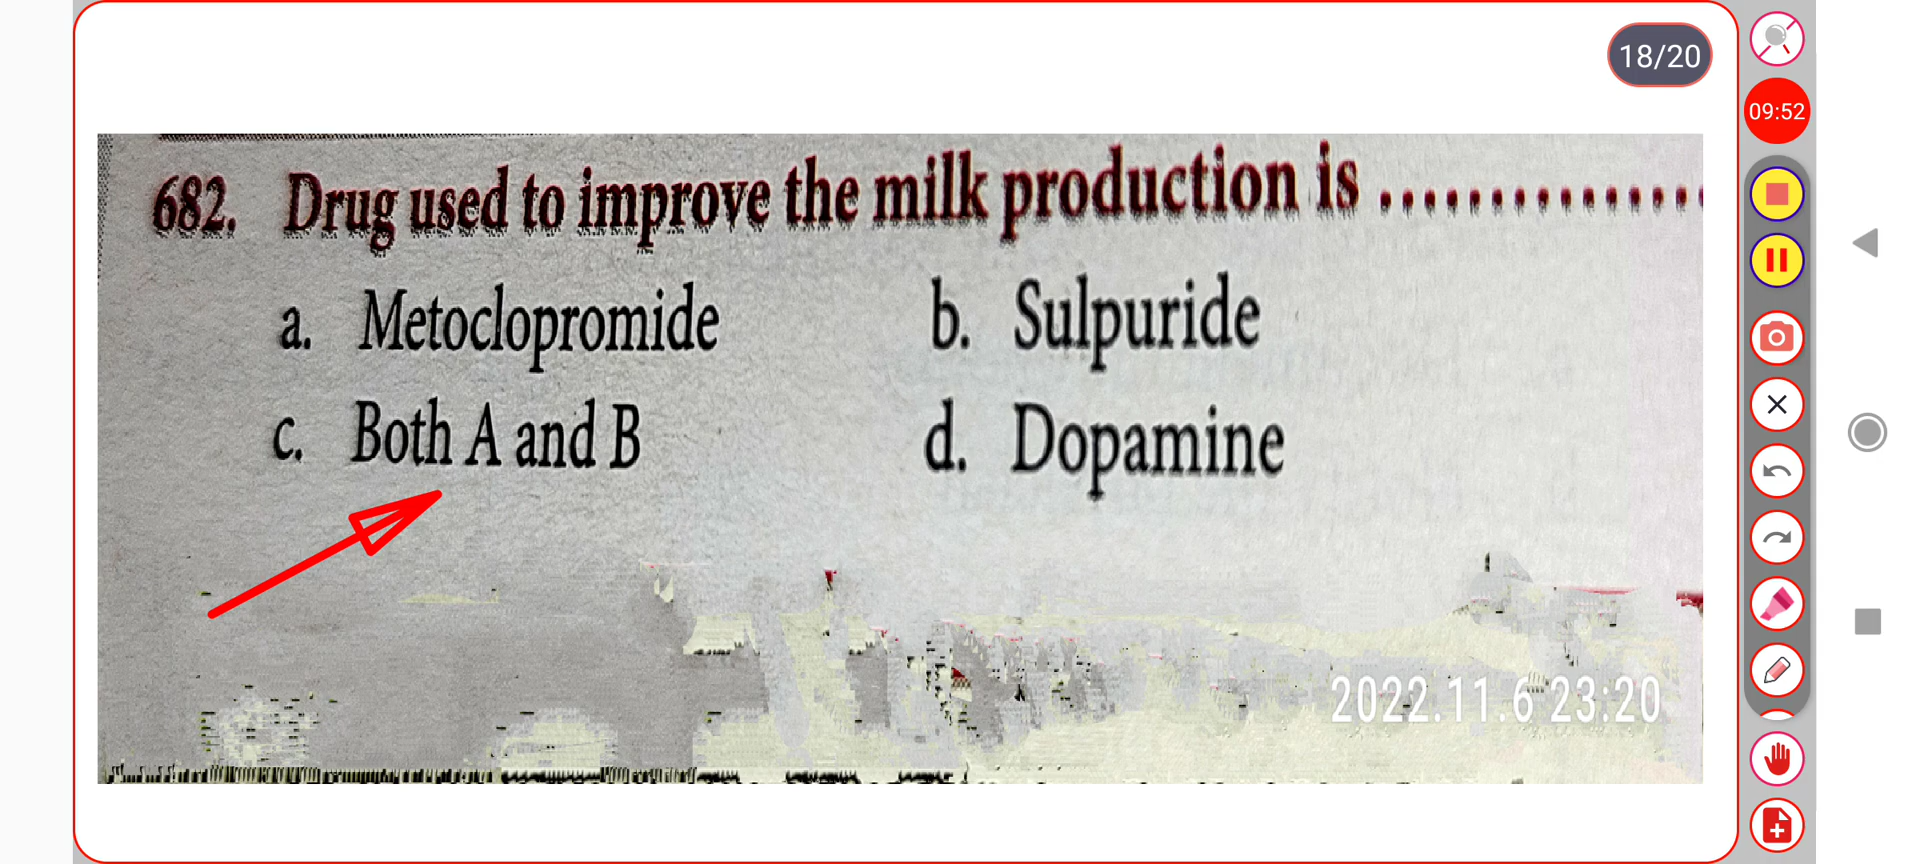 18/20
09:52
682. Drug used to improve the milk production is ..............
a. Metoclopromide b. Sulpuride
c. Both A and B d. Dopamine
2022.11.6 23:20